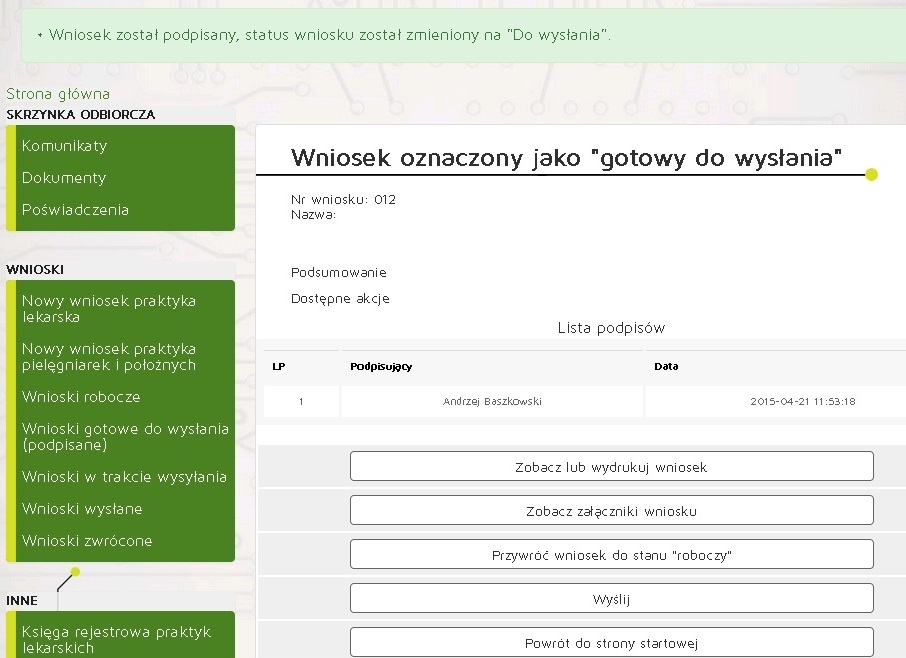 Wniosek został podpisany, status wniosku został zmieniony na "Do wysłania".
Strona główna
SKRZYNKA ODBIORCZA
Komunikaty
Dokumenty
Poświadczenia
WNIOSKI
Nowy wniosek praktyka
lekarska
Nowy wniosek praktyka
pielęgniarek i położnych
Wnioski robocze
Wnioski gotowe do wysłania
(podpisane)
Wnioski w trakcie wysyłania
Wnioski wysłane
Wnioski zwrócone
INNE
Księga rejestrowa praktyk
lekarskich
Wniosek oznaczony jako "gotowy do wysłania"
Nr wniosku: 012
Nazwa:
Podsumowanie
Dostępne akcje
Lista podpisów
LP Podpisujący Data
1 Andrzej Baszkowski 2015-04-21 11:53:18
Zobacz lub wydrukuj wniosek
Zobacz załączniki wniosku
Przywróć wniosek do stanu "roboczy"
Wyślij
Powrót do strony startowej